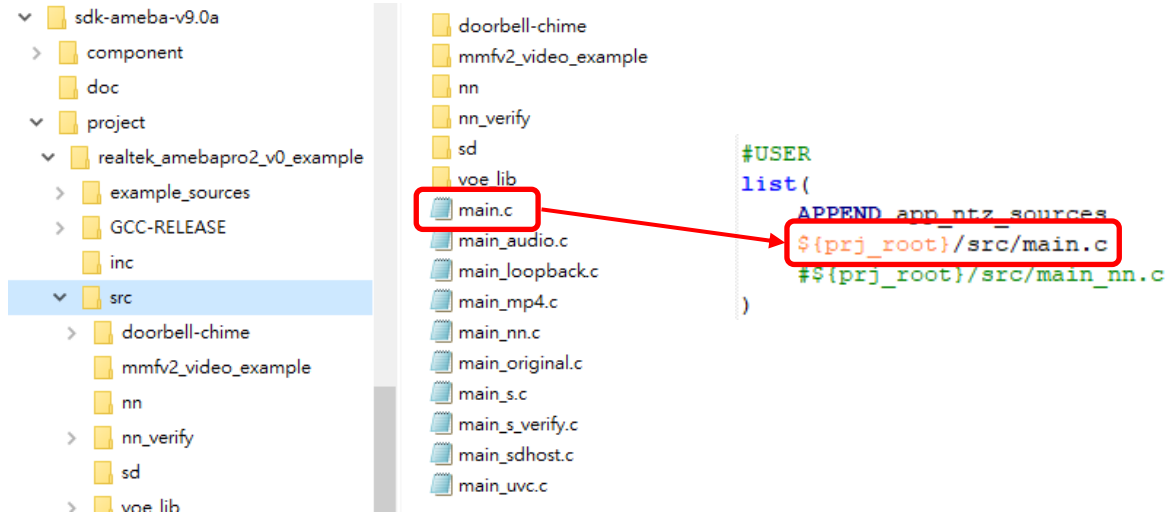 sdk-ameba-v9.0a
component
doc
project
realtek_amebapro2_v0_example
example_sources
GCC-RELEASE
inc
src
doorbell-chime
mmfv2_video_example
nn
nn_verify
sd
voe_lib
doorbell-chime
mmfv2_video_example
nn
nn_verify
sd
voe_lib
main.c
main_audio.c
main_loopback.c
main_mp4.c
main_nn.c
main_original.c
main_s.c
main_s_verify.c
main_sdhost.c
main_uvc.c
#USER
list(
APPEND app_ntz_sources
${prj_root}/src/main.c
#${prj_root}/src/main_nn.c
)